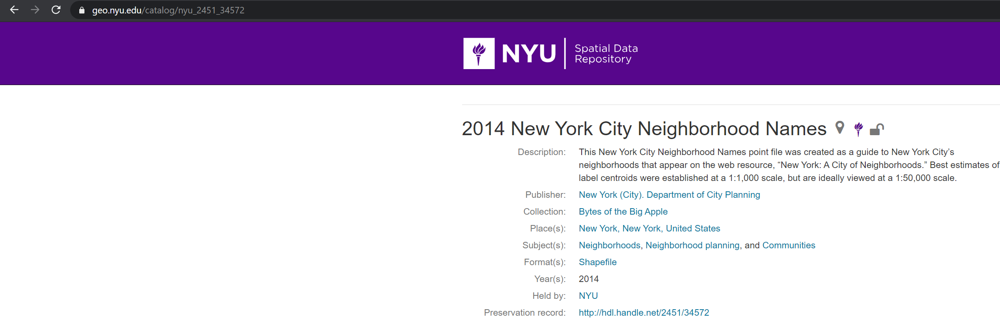 geo.nyu.edu/catalog/nyu_2451_34572
NYU
Spatial Data
Repository
2014 New York City Neighborhood Names
Description: This New York City Neighborhood Names point file was created as a guide to New York City’s
neighborhoods that appear on the web resource, “New York: A City of Neighborhoods.” Best estimates of
label centroids were established at a 1:1,000 scale, but are ideally viewed at a 1:50,000 scale.
Publisher: New York (City). Department of City Planning
Collection: Bytes of the Big Apple
Place(s): New York, New York, United States
Subject(s): Neighborhoods, Neighborhood planning, and Communities
Format(s): Shapefile
Year(s): 2014
Held by: NYU
Preservation record: http://hdl.handle.net/2451/34572